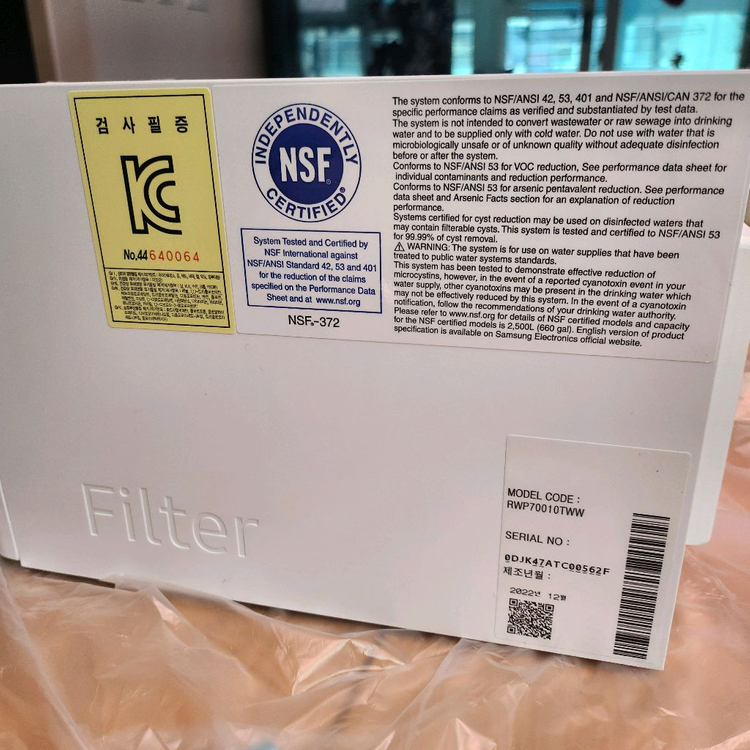 검사필증
KC
No.44640064
INDEPENDENTLY
NSF®
CERTIFIED
System Tested and Certified by
NSF International against
NSF/ANSI Standard 42, 53 and 401
for the reduction of the claims
specified on the Performance Data
Sheet and at www.nsf.org
NSF®-372
The system conforms to NSF/ANSI 42, 53, 401 and NSF/ANSI/CAN 372 for the
specific performance claims as verified and substantiated by test data.
The system is not intended to convert wastewater or raw sewage into drinking
water and to be supplied only with cold water. Do not use with water that is
microbiologically unsafe or of unknown quality without adequate disinfection
before or after the system.
Conforms to NSF/ANSI 53 for VOC reduction, See performance data sheet for
individual contaminants and reduction performance.
Conforms to NSF/ANSI 53 for arsenic pentavalent reduction. See performance
data sheet and Arsenic Facts section for an explanation of reduction
performance.
Systems certified for cyst reduction may be used on disinfected waters that
may contain filterable cysts. This system is tested and certified to NSF/ANSI 53
for 99.99% of cyst removal.
⚠ WARNING: The system is for use on water supplies that have been
treated to public water systems standards.
This system has been tested to demonstrate effective reduction of
microcystins, however, in the event of a reported cyanotoxin event in your
water supply, other cyanotoxins may be present in the drinking water which
may not be effectively reduced by this system. In the event of a cyanotoxin
notification, follow the recommendations of your drinking water authority.
Please refer to www.nsf.org for details of NSF certified models and capacity
for the NSF certified models is 2,500L (660 gal). English version of product
specification is available on Samsung Electronics official website.
Filter
MODEL CODE :
RWP70010TWW
SERIAL NO :
0DJK47ATC00562F
제조년월 :
2022년 12월